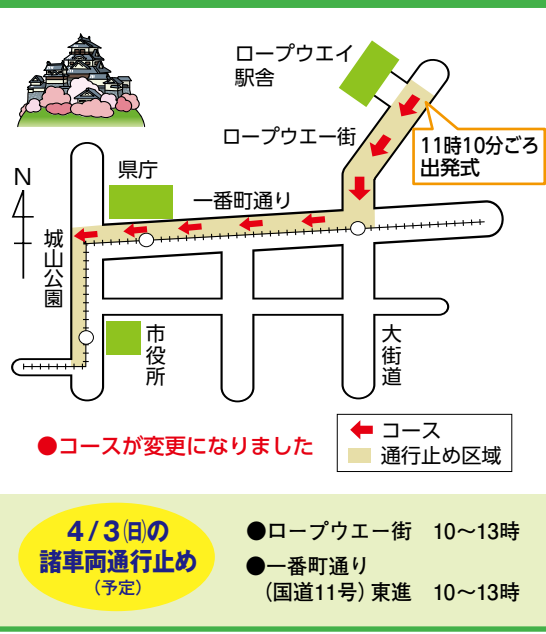 ロープウエイ
駅舎
ロープウエー街
11時10分ごろ
出発式
県庁
一番町通り
N
城山公園
市役所
大街道
●コースが変更になりました
コース
通行止め区域
4/3㈰の
諸車両通行止め
(予定)
●ロープウエー街 10～13時
●一番町通り
(国道11号)東進 10～13時